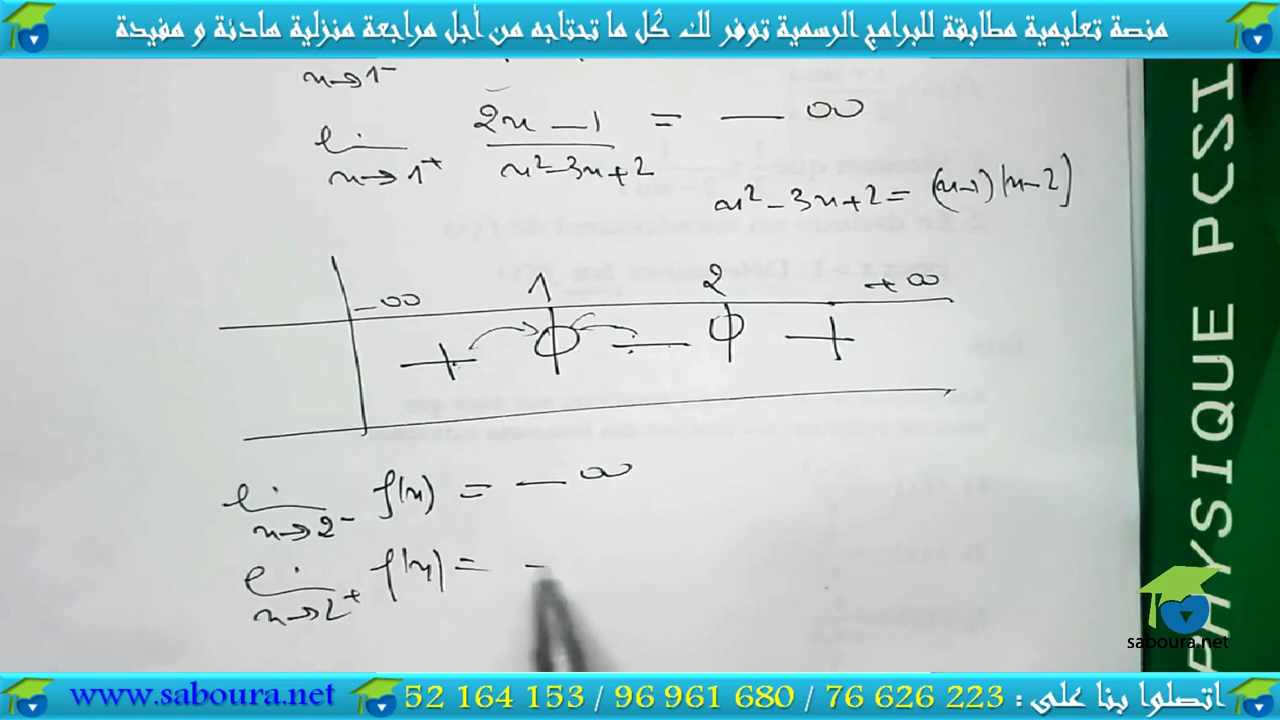 منصة تعليمية مطابقة للبرامج الرسمية توفر لك كل ما تحتاجه من أجل مراجعة منزلية هادئة و مفيدة
x→1⁻
lim x→1⁺ (2x - 1)/(x² - 3x + 2) = - ∞
x² - 3x + 2 = (x-1)(x-2)
-∞ 1 2 +∞
+ 0 - 0 +
lim x→2⁻ f(x) = - ∞
lim x→2⁺ f(x) = -
PHYSIQUE PCSI
saboura.net
www.saboura.net 52 164 153 / 96 961 680 / 76 626 223 : اتصلوا بنا على